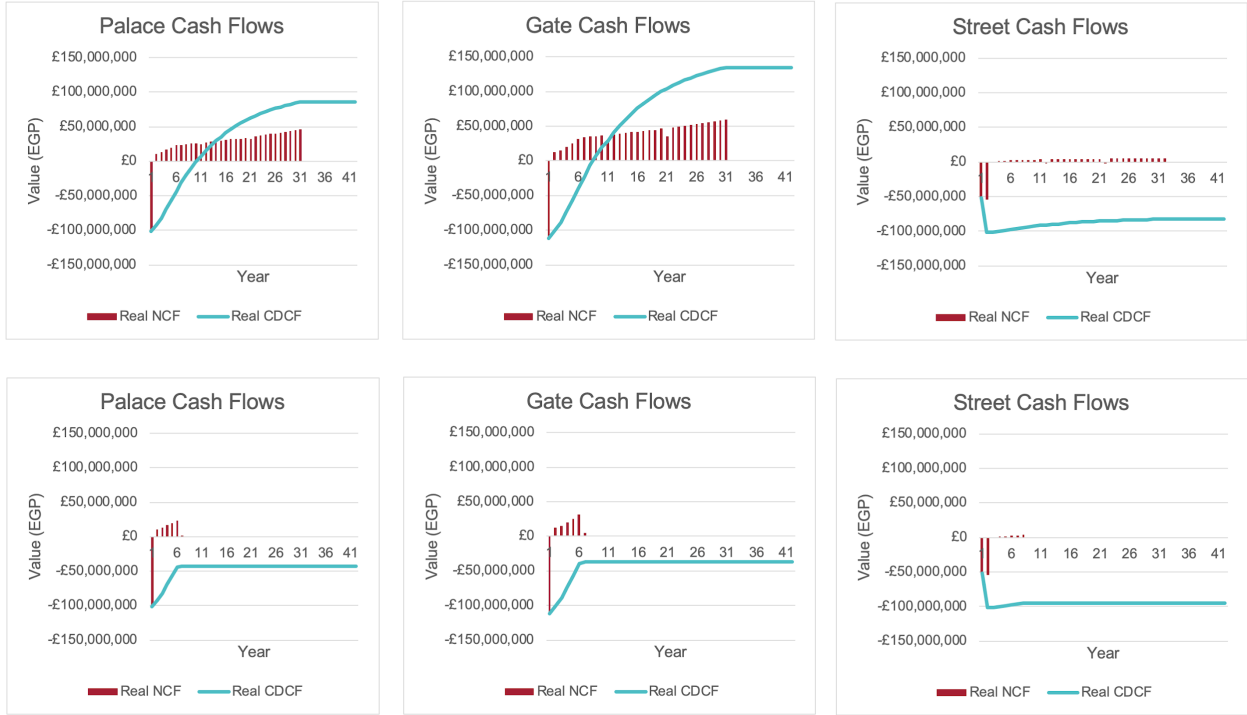 Palace Cash Flows
£150,000,000
£100,000,000
£50,000,000
£0
-£50,000,000
-£100,000,000
-£150,000,000
Value (EGP)
1 6 11 16 21 26 31 36 41
Year
Real NCF Real CDCF
Gate Cash Flows
£150,000,000
£100,000,000
£50,000,000
£0
-£50,000,000
-£100,000,000
-£150,000,000
Value (EGP)
1 6 11 16 21 26 31 36 41
Year
Real NCF Real CDCF
Street Cash Flows
£150,000,000
£100,000,000
£50,000,000
£0
-£50,000,000
-£100,000,000
-£150,000,000
Value (EGP)
6 11 16 21 26 31 36 41
Year
Real NCF Real CDCF
Palace Cash Flows
£150,000,000
£100,000,000
£50,000,000
£0
-£50,000,000
-£100,000,000
-£150,000,000
Value (EGP)
1 6 11 16 21 26 31 36 41
Year
Real NCF Real CDCF
Gate Cash Flows
£150,000,000
£100,000,000
£50,000,000
£0
-£50,000,000
-£100,000,000
-£150,000,000
Value (EGP)
1 6 11 16 21 26 31 36 41
Year
Real NCF Real CDCF
Street Cash Flows
£150,000,000
£100,000,000
£50,000,000
£0
-£50,000,000
-£100,000,000
-£150,000,000
Value (EGP)
6 11 16 21 26 31 36 41
Year
Real NCF Real CDCF